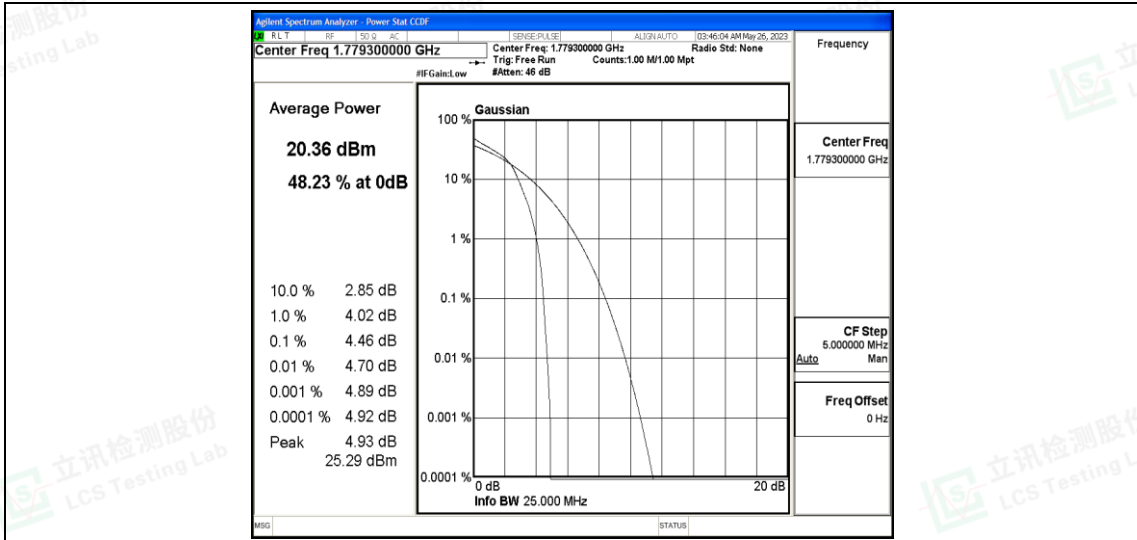 Agilent Spectrum Analyzer - Power Stat CCDF
RLT RF 50 Ω AC SENSE:PULSE ALIGNAUTO 03:46:04 AM May 26, 2023
Center Freq 1.779300000 GHz
Center Freq: 1.779300000 GHz Radio Std: None
Trig: Free Run Counts:1.00 M/1.00 Mpt
#IFGain:Low #Atten: 46 dB
Frequency
Average Power
20.36 dBm
48.23 % at 0dB
10.0 % 2.85 dB
1.0 % 4.02 dB
0.1 % 4.46 dB
0.01 % 4.70 dB
0.001 % 4.89 dB
0.0001 % 4.92 dB
Peak 4.93 dB
25.29 dBm
Gaussian
100 %
10 %
1 %
0.1 %
0.01 %
0.001 %
0.0001 %
0 dB 20 dB
Info BW 25.000 MHz
Center Freq
1.779300000 GHz
CF Step
5.000000 MHz
Auto Man
Freq Offset
0 Hz
MSG STATUS
立讯检测股份
LCS Testing Lab
立讯检测股份